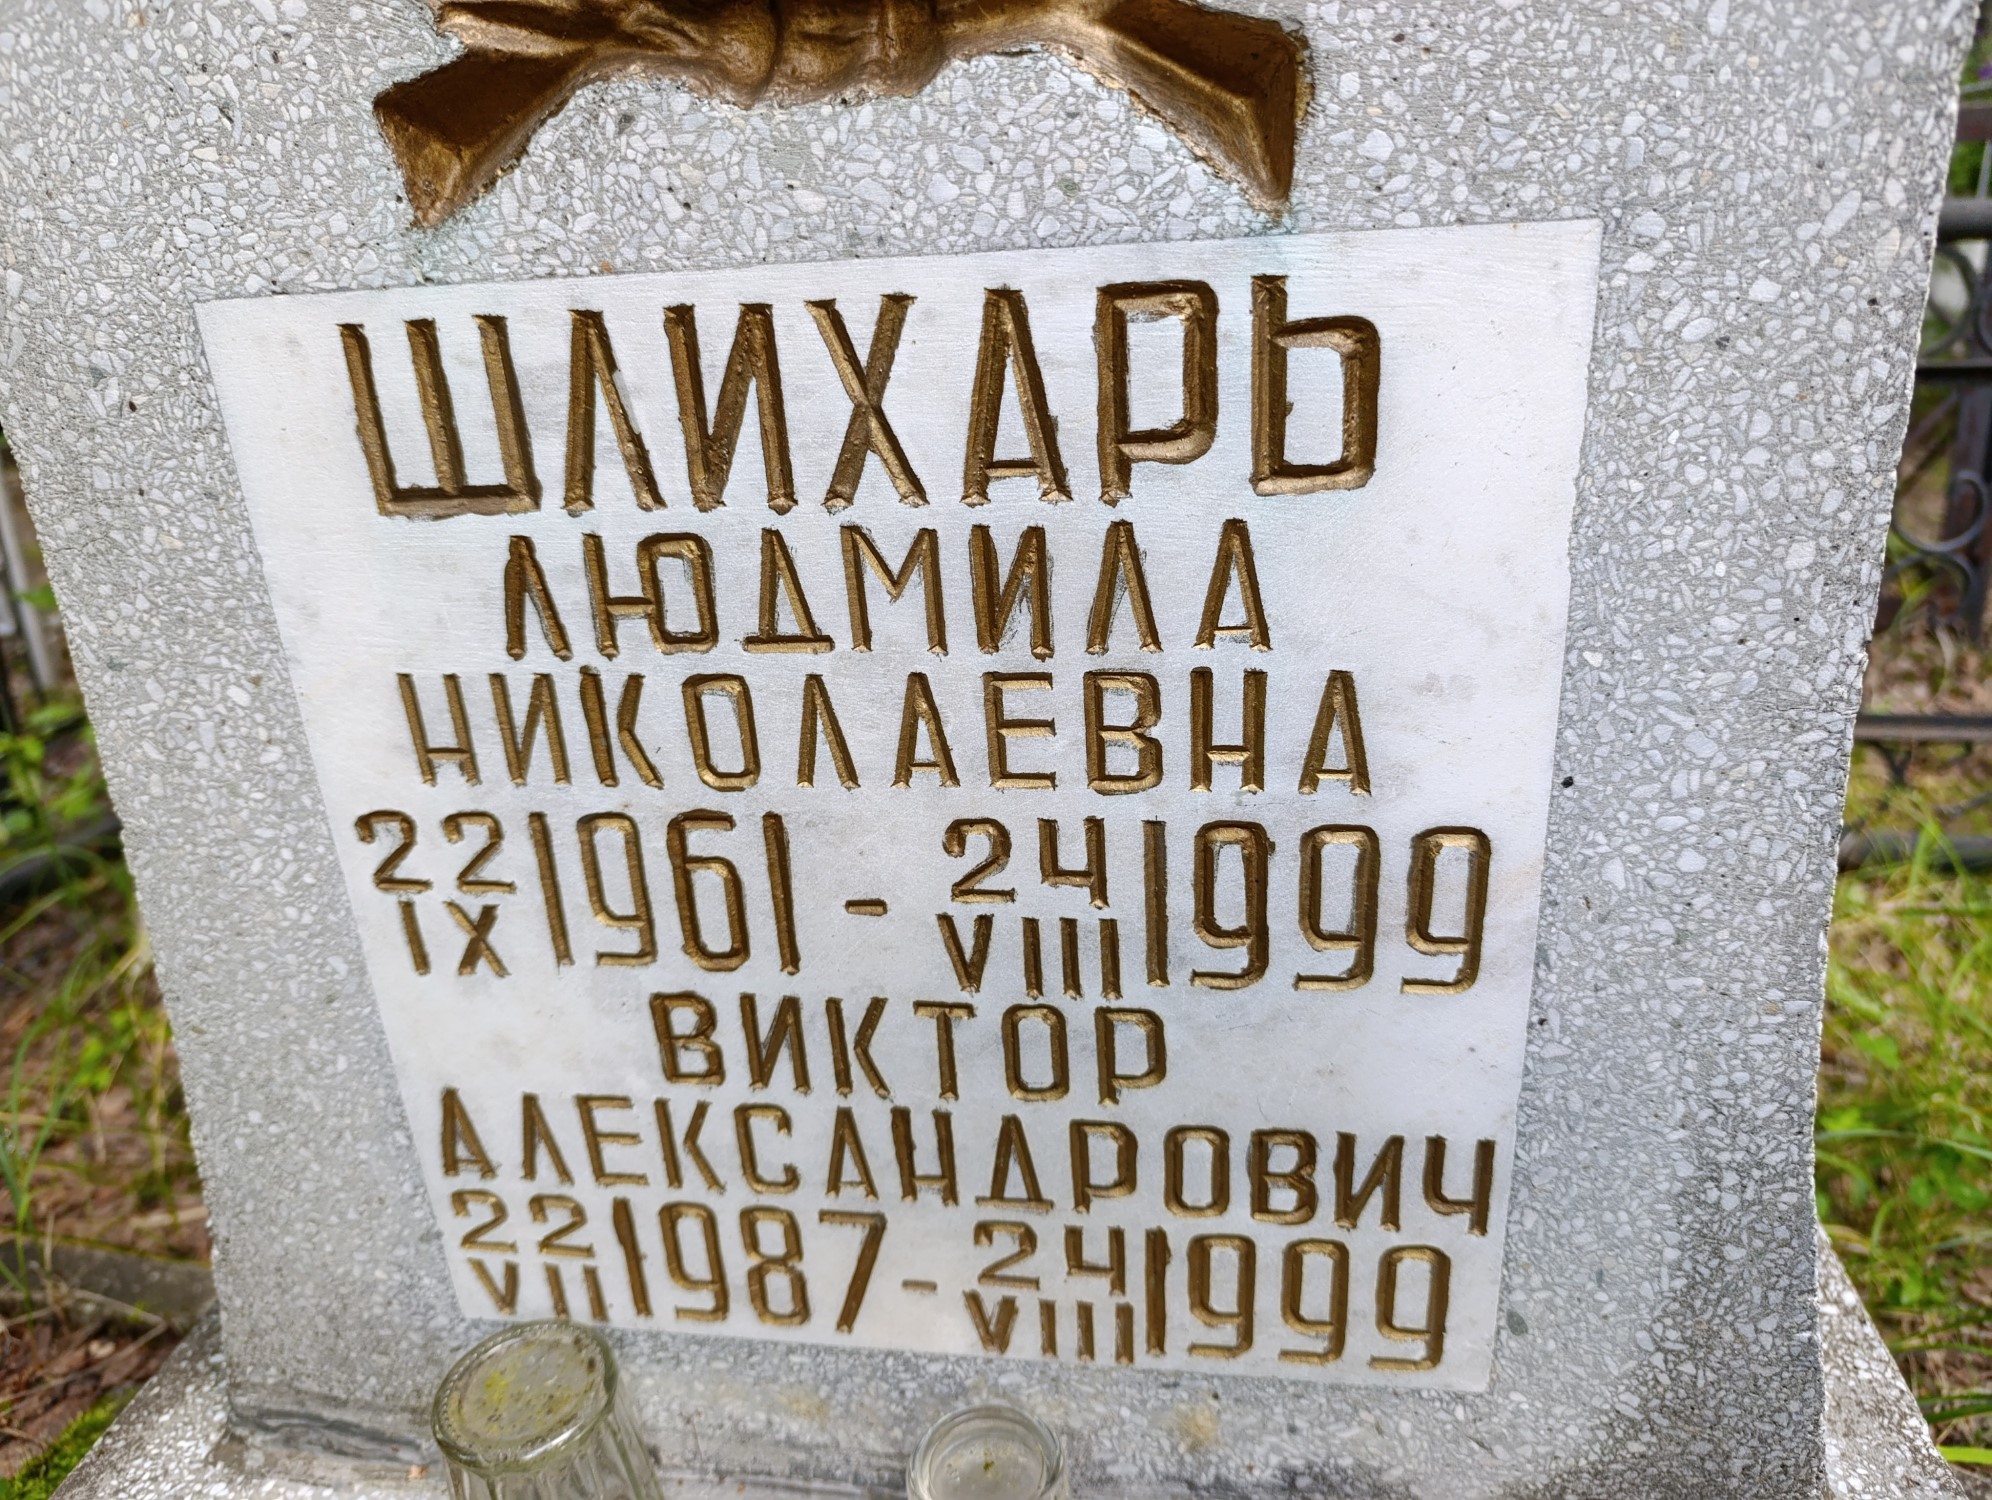 ШЛИХАРЬ
ЛЮДМИЛА
НИКОЛАЕВНА
22 IX 1961 - 24 VIII 1999
ВИКТОР
АЛЕКСАНДРОВИЧ
22 VII 1987 - 24 VIII 1999